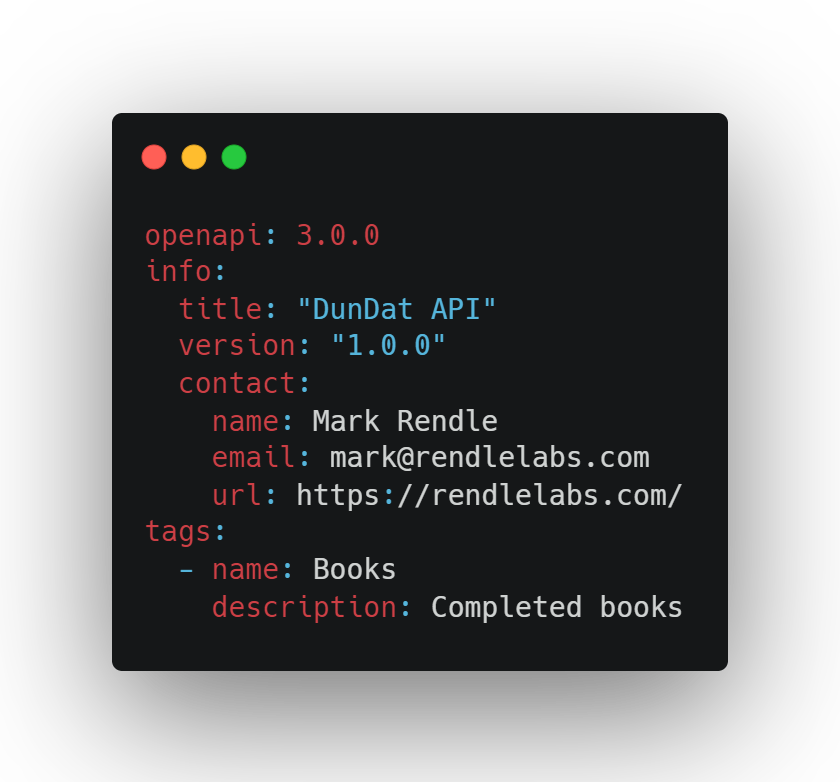 openapi: 3.0.0
info:
  title: "DunDat API"
  version: "1.0.0"
  contact:
    name: Mark Rendle
    email: mark@rendlelabs.com
    url: https://rendlelabs.com/
tags:
  - name: Books
    description: Completed books